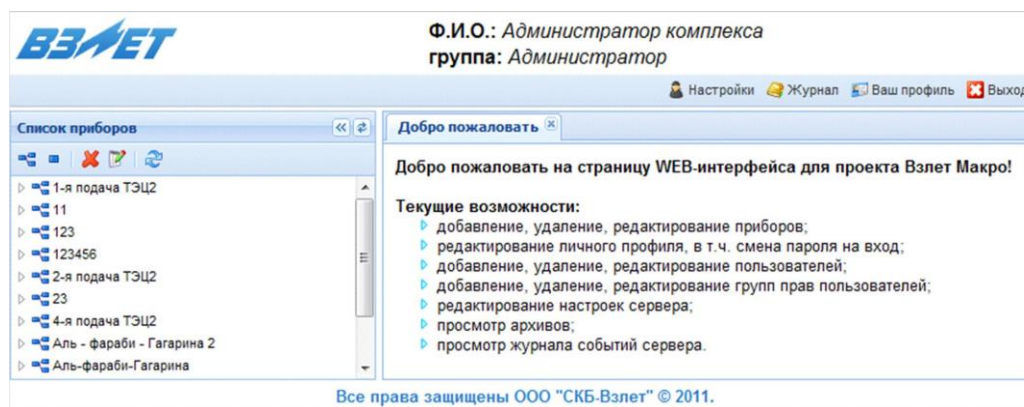 ВЗЛЕТ
Ф.И.О.: Администратор комплекса
группа: Администратор
Настройки Журнал Ваш профиль Выход
Список приборов
1-я подача ТЭЦ2
11
123
123456
2-я подача ТЭЦ2
23
4-я подача ТЭЦ2
Аль - фараби - Гагарина 2
Аль-фараби-Гагарина
Добро пожаловать
Добро пожаловать на страницу WEB-интерфейса для проекта Взлет Макро!
Текущие возможности:
добавление, удаление, редактирование приборов;
редактирование личного профиля, в т.ч. смена пароля на вход;
добавление, удаление, редактирование пользователей;
добавление, удаление, редактирование групп прав пользователей;
редактирование настроек сервера;
просмотр архивов;
просмотр журнала событий сервера.
Все права защищены ООО "СКБ-Взлет" © 2011.